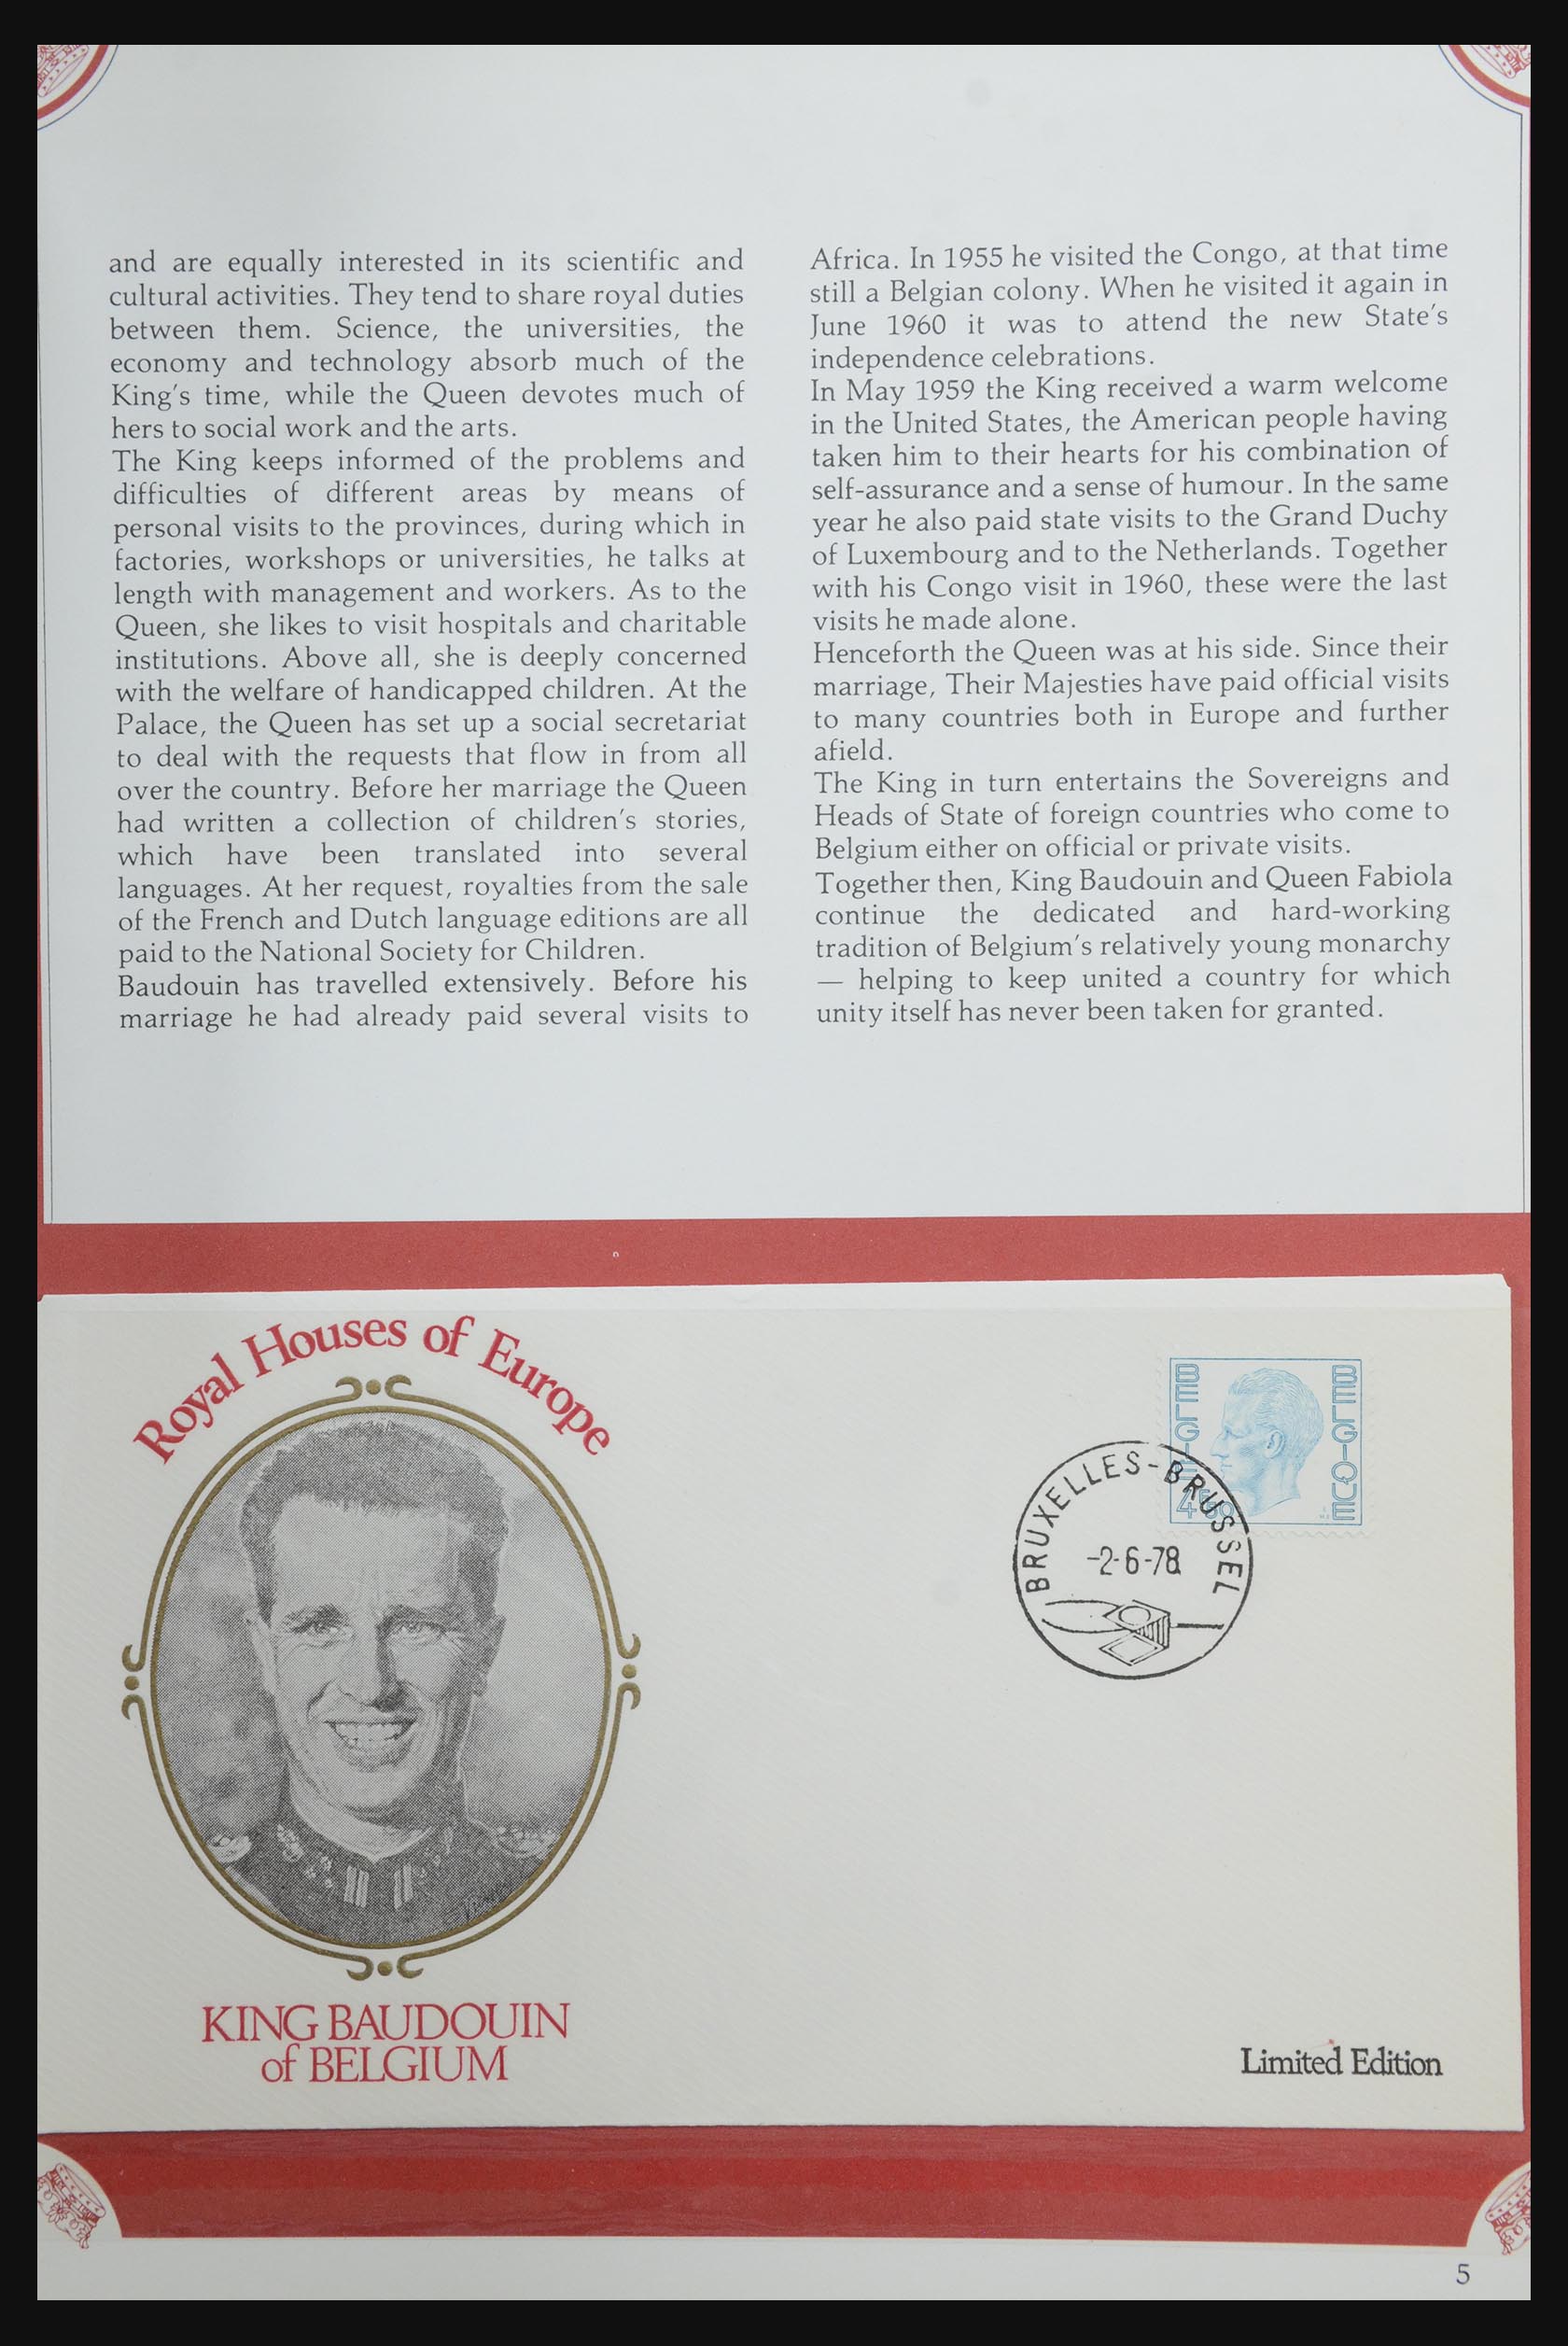 and are equally interested in its scientific and
cultural activities. They tend to share royal duties
between them. Science, the universities, the
economy and technology absorb much of the
King's time, while the Queen devotes much of
hers to social work and the arts.
The King keeps informed of the problems and
difficulties of different areas by means of
personal visits to the provinces, during which in
factories, workshops or universities, he talks at
length with management and workers. As to the
Queen, she likes to visit hospitals and charitable
institutions. Above all, she is deeply concerned
with the welfare of handicapped children. At the
Palace, the Queen has set up a social secretariat
to deal with the requests that flow in from all
over the country. Before her marriage the Queen
had written a collection of children's stories,
which have been translated into several
languages. At her request, royalties from the sale
of the French and Dutch language editions are all
paid to the National Society for Children.
Baudouin has travelled extensively. Before his
marriage he had already paid several visits to
Africa. In 1955 he visited the Congo, at that time
still a Belgian colony. When he visited it again in
June 1960 it was to attend the new State's
independence celebrations.
In May 1959 the King received a warm welcome
in the United States, the American people having
taken him to their hearts for his combination of
self-assurance and a sense of humour. In the same
year he also paid state visits to the Grand Duchy
of Luxembourg and to the Netherlands. Together
with his Congo visit in 1960, these were the last
visits he made alone.
Henceforth the Queen was at his side. Since their
marriage, Their Majesties have paid official visits
to many countries both in Europe and further
afield.
The King in turn entertains the Sovereigns and
Heads of State of foreign countries who come to
Belgium either on official or private visits.
Together then, King Baudouin and Queen Fabiola
continue the dedicated and hard-working
tradition of Belgium's relatively young monarchy
— helping to keep united a country for which
unity itself has never been taken for granted.
Royal Houses of Europe
BELGIË
BELGIQUE
4,50
BRUXELLES-BRUSSEL
-2-6-78
KING BAUDOUIN
of BELGIUM
Limited Edition
5